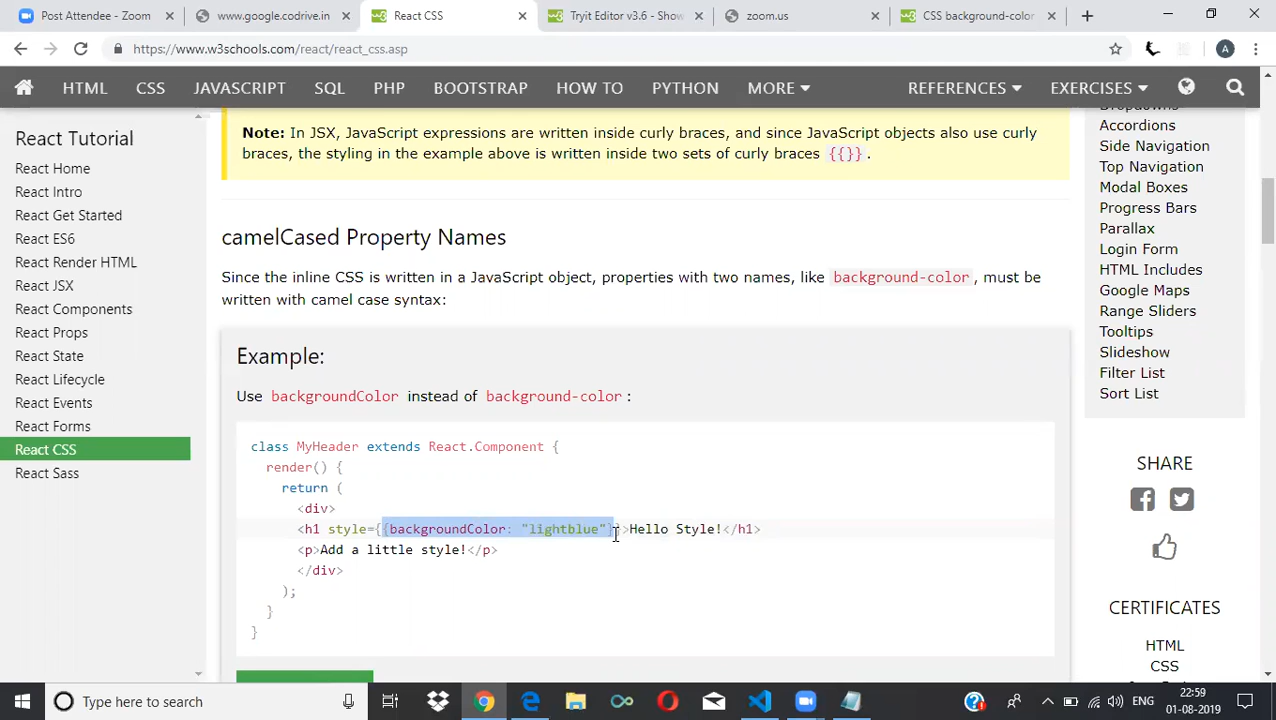 Post Attendee - Zoom
www.google.codrive.in
React CSS
Tryit Editor v3.6 - Show
zoom.us
CSS background-color
https://www.w3schools.com/react/react_css.asp
A
HTML CSS JAVASCRIPT SQL PHP BOOTSTRAP HOW TO PYTHON MORE REFERENCES EXERCISES
React Tutorial
React Home
React Intro
React Get Started
React ES6
React Render HTML
React JSX
React Components
React Props
React State
React Lifecycle
React Events
React Forms
React CSS
React Sass
Note: In JSX, JavaScript expressions are written inside curly braces, and since JavaScript objects also use curly
braces, the styling in the example above is written inside two sets of curly braces {{}}.
camelCased Property Names
Since the inline CSS is written in a JavaScript object, properties with two names, like background-color, must be
written with camel case syntax:
Example:
Use backgroundColor instead of background-color:
class MyHeader extends React.Component {
render() {
return (
<div>
<h1 style={{backgroundColor: "lightblue"}}>Hello Style!</h1>
<p>Add a little style!</p>
</div>
);
}
}
Dropdowns
Accordions
Side Navigation
Top Navigation
Modal Boxes
Progress Bars
Parallax
Login Form
HTML Includes
Google Maps
Range Sliders
Tooltips
Slideshow
Filter List
Sort List
SHARE
CERTIFICATES
HTML
CSS
Type here to search
ENG
22:59
01-08-2019